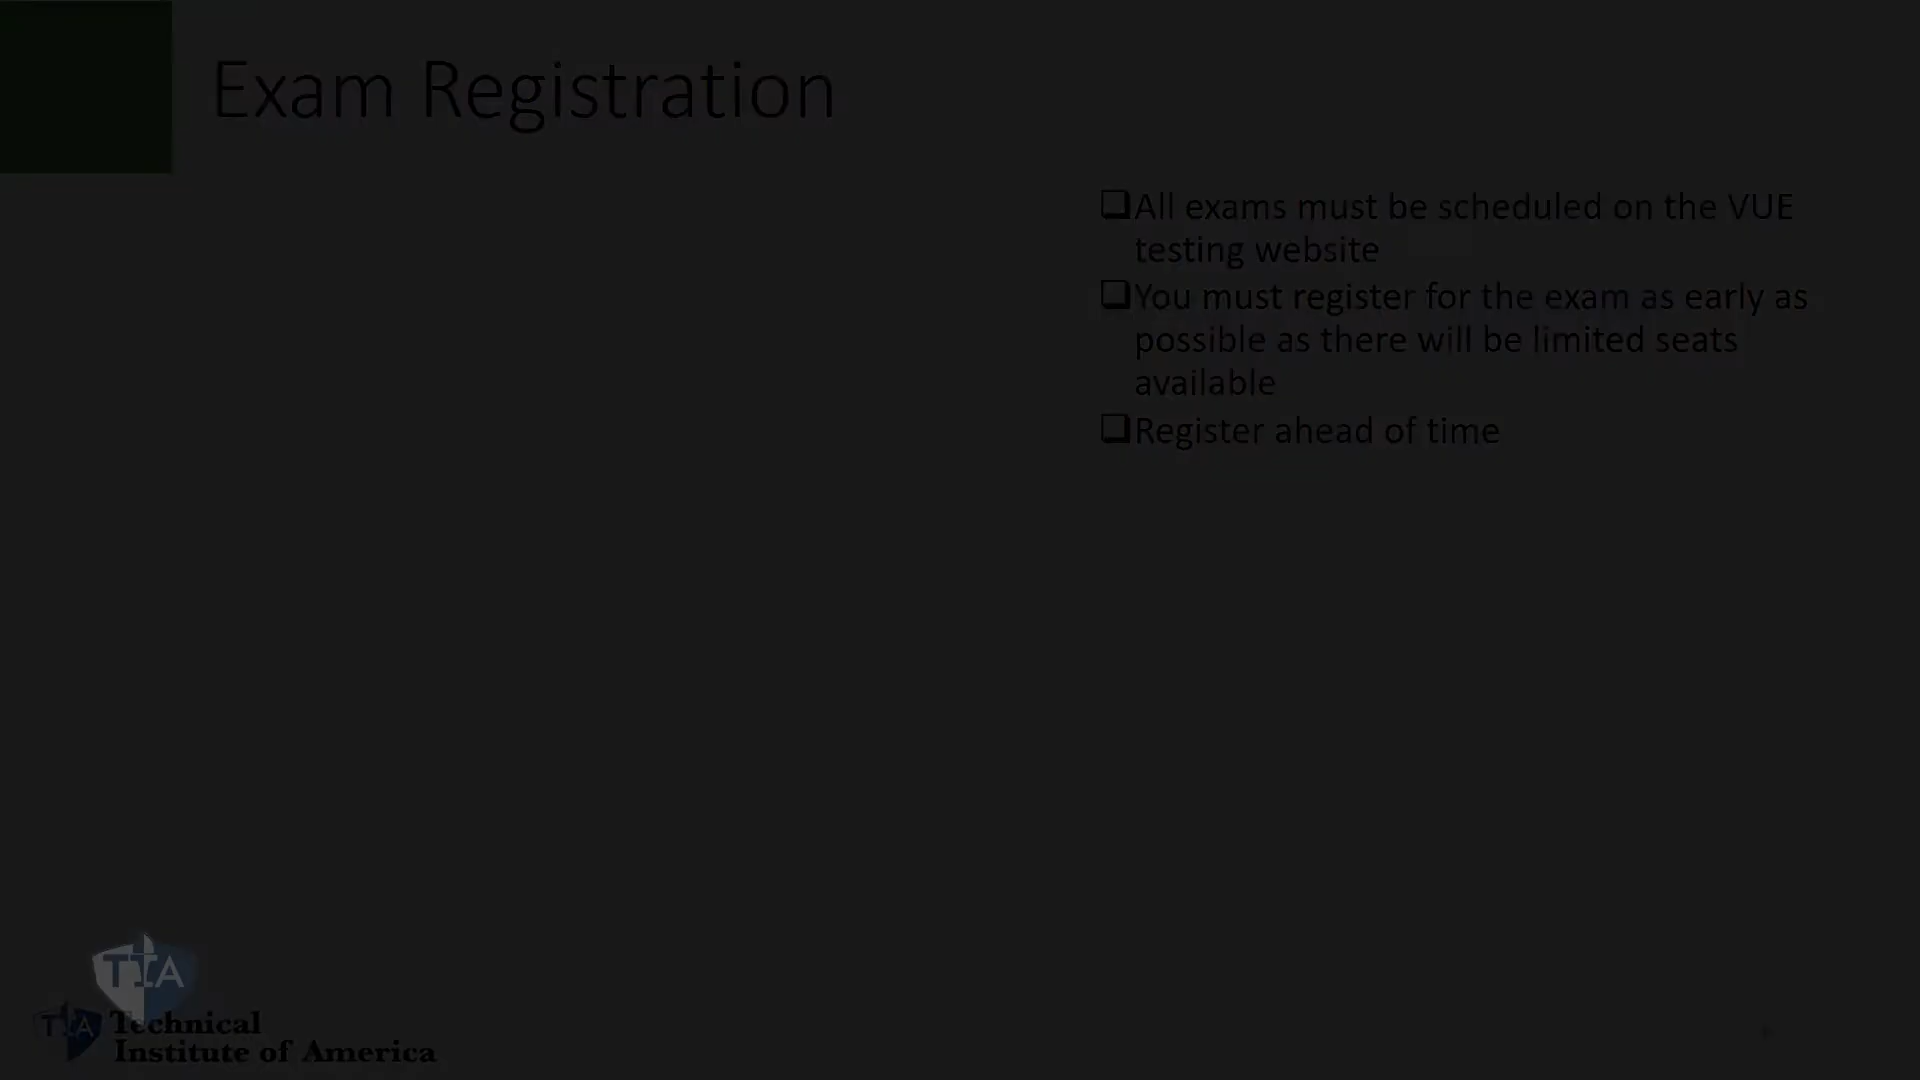 Exam Registration
❑All exams must be scheduled on the VUE
testing website
❑You must register for the exam as early as
possible as there will be limited seats
available
❑Register ahead of time
TIA
TIA
Technical
Institute of America